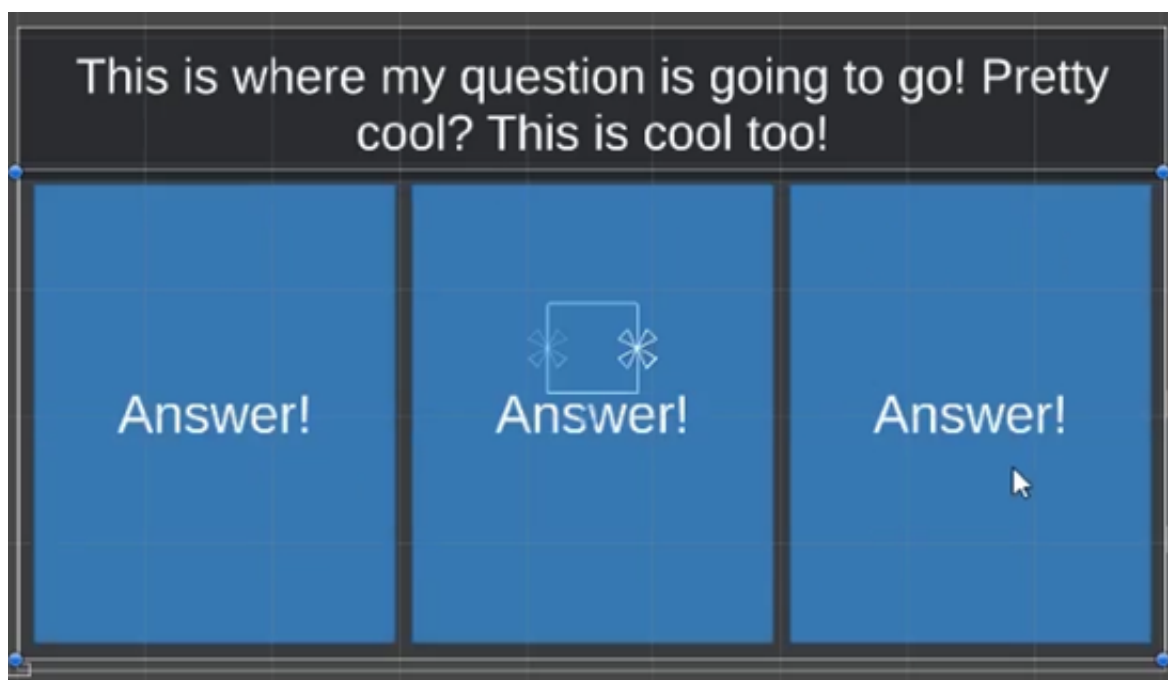 This is where my question is going to go! Pretty
cool? This is cool too!
Answer! Answer! Answer!